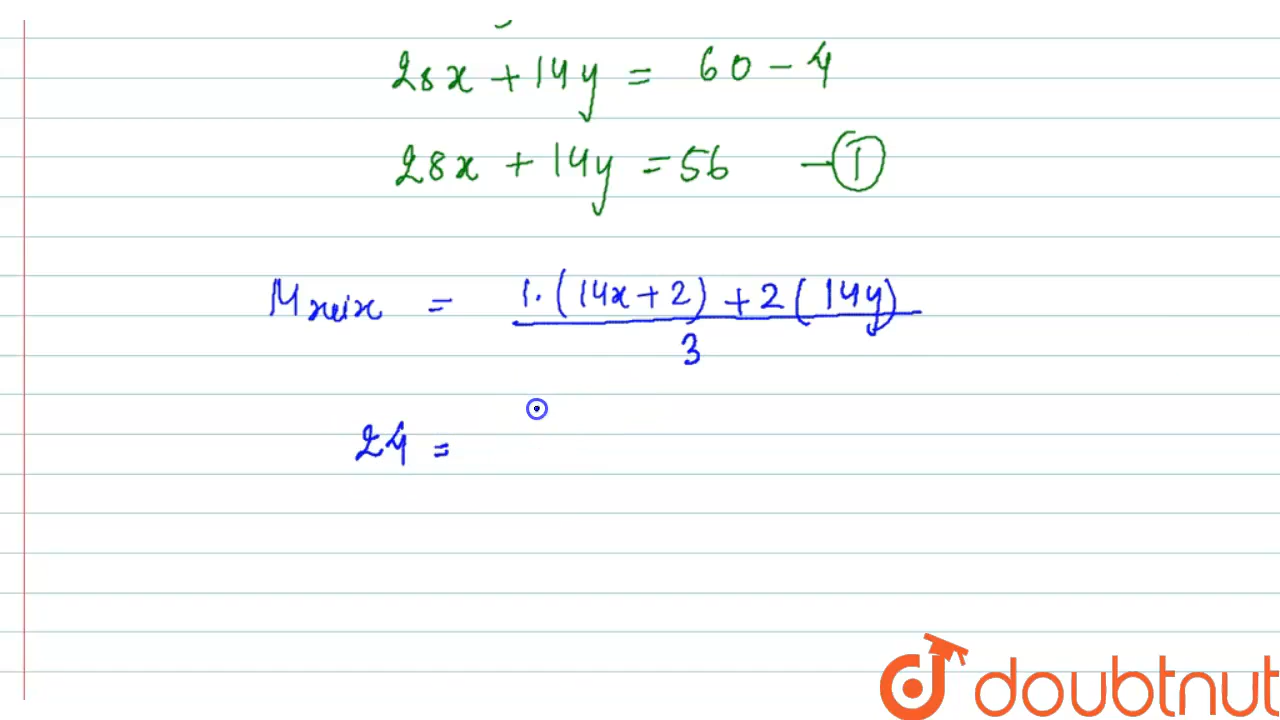 28x + 14y = 60 - 4
28x + 14y = 56 - ①
Mmix = 1. (14x + 2) + 2 (14y) / 3
24 =
doubtnut